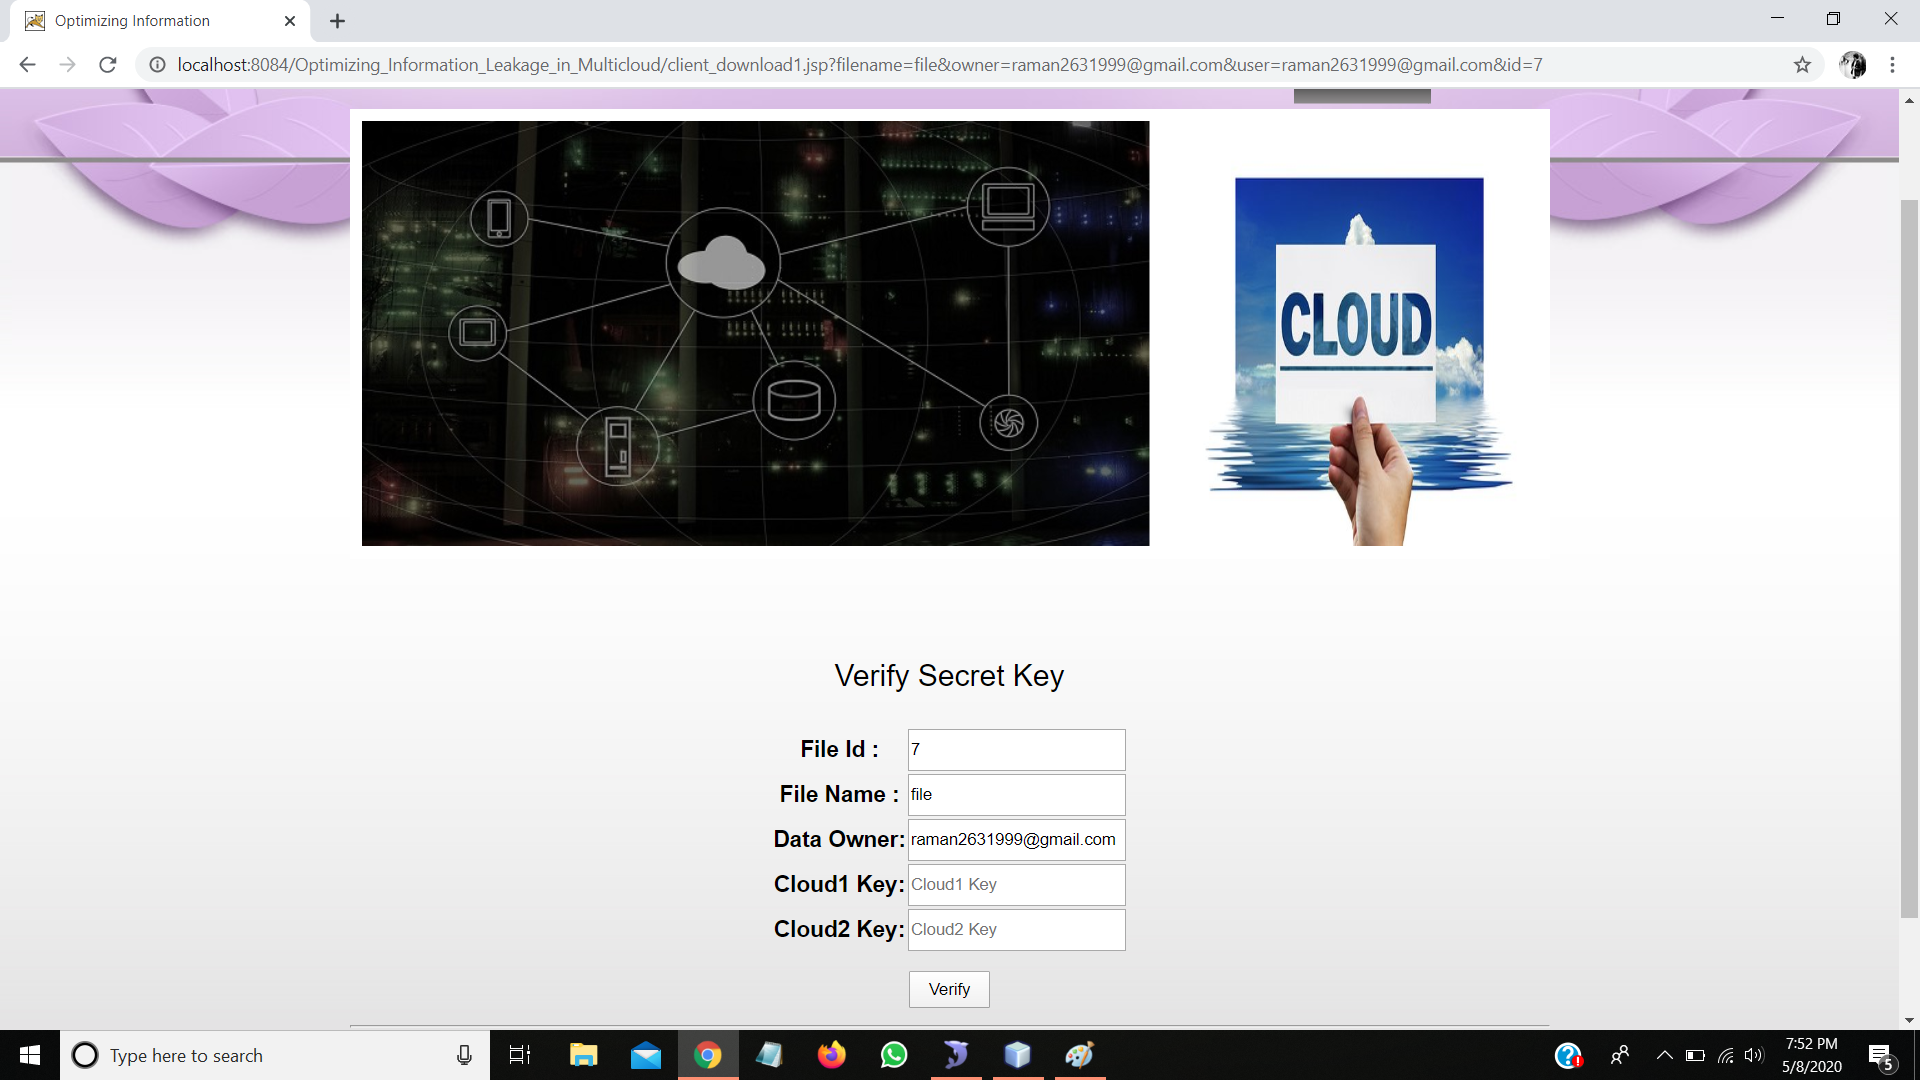 Optimizing Information
localhost:8084/Optimizing_Information_Leakage_in_Multicloud/client_download1.jsp?filename=file&owner=raman2631999@gmail.com&user=raman2631999@gmail.com&id=7
CLOUD
Verify Secret Key
File Id : 7
File Name : file
Data Owner: raman2631999@gmail.com
Cloud1 Key: Cloud1 Key
Cloud2 Key: Cloud2 Key
Verify
Type here to search
7:52 PM
5/8/2020
5